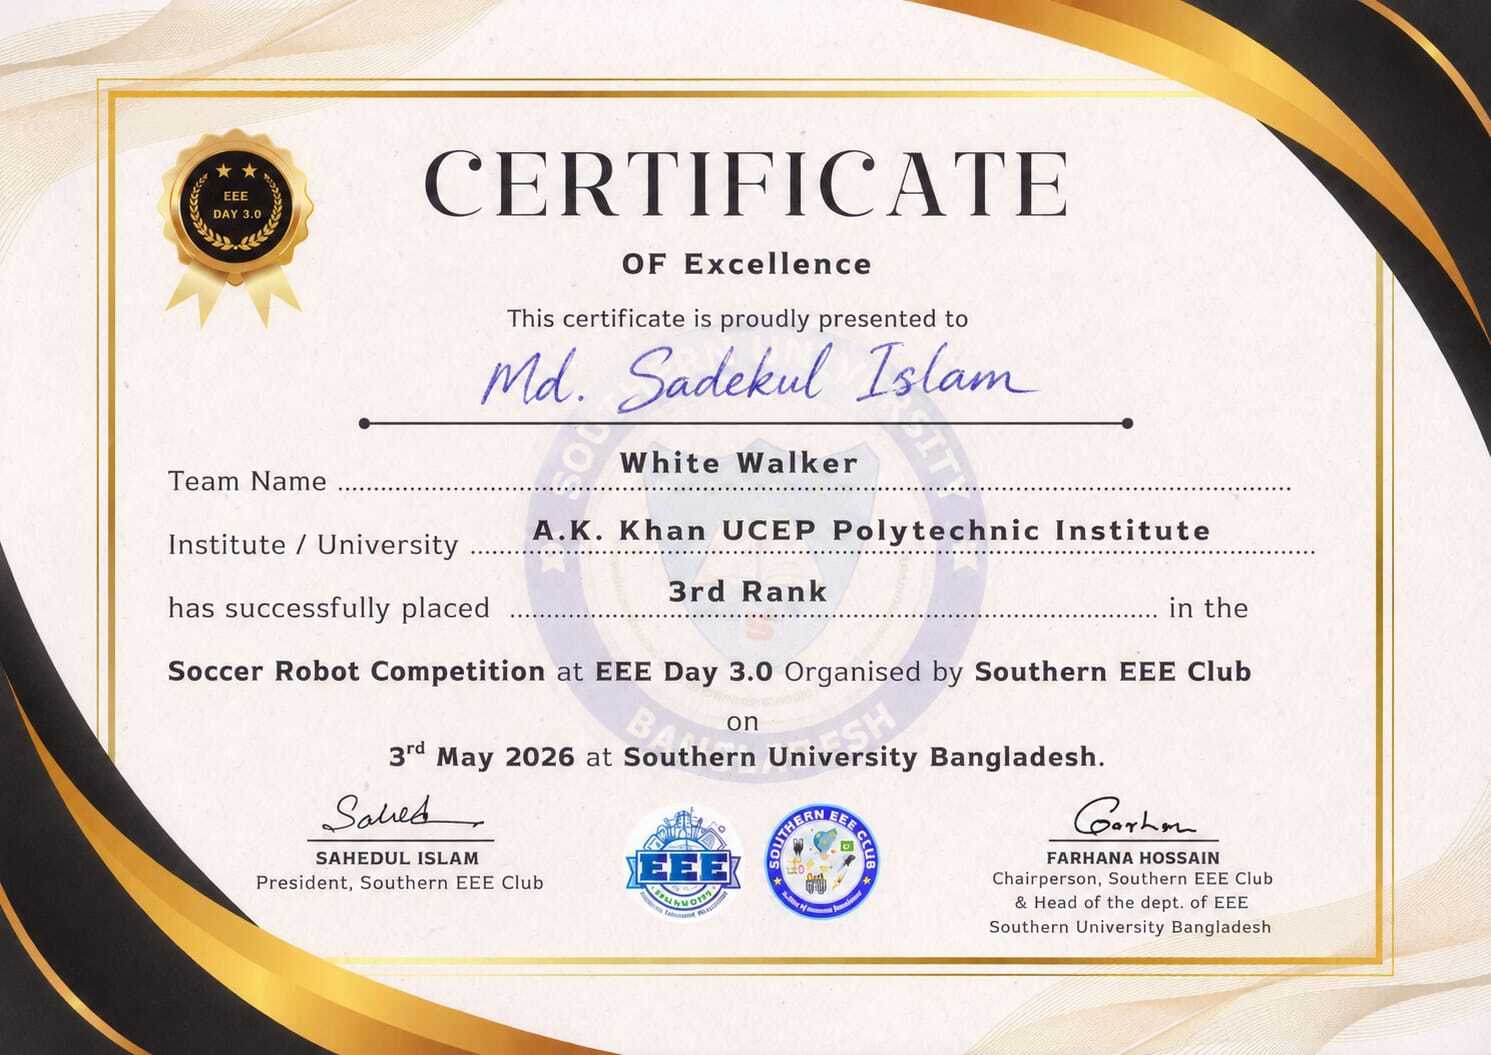 EEE
DAY 3.0
CERTIFICATE
OF Excellence
This certificate is proudly presented to
Md. Sadekul Islam
Team Name White Walker
Institute / University A.K. Khan UCEP Polytechnic Institute
has successfully placed 3rd Rank in the
Soccer Robot Competition at EEE Day 3.0 Organised by Southern EEE Club
on
3rd May 2026 at Southern University Bangladesh.
SAHEDUL ISLAM
President, Southern EEE Club
EEE
SOUTHERN EEE CLUB
FARHANA HOSSAIN
Chairperson, Southern EEE Club
& Head of the dept. of EEE
Southern University Bangladesh
SOUTHERN UNIVERSITY
BANGLADESH